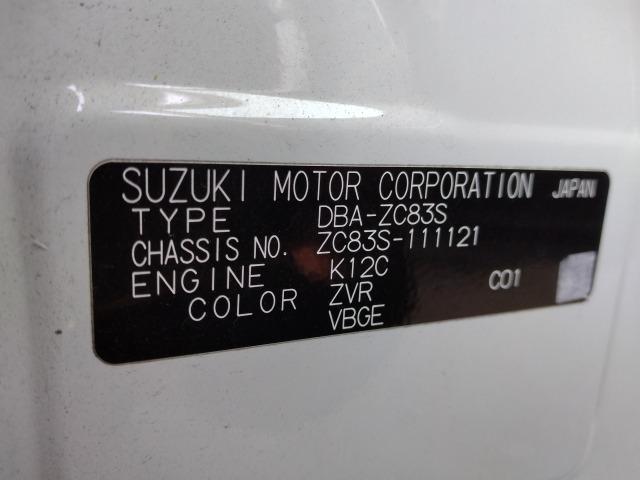 SUZUKI MOTOR CORPORATION JAPAN
TYPE DBA-ZC83S
CHASSIS NO. ZC83S-111121
ENGINE K12C
COLOR ZVR C01
VBGE